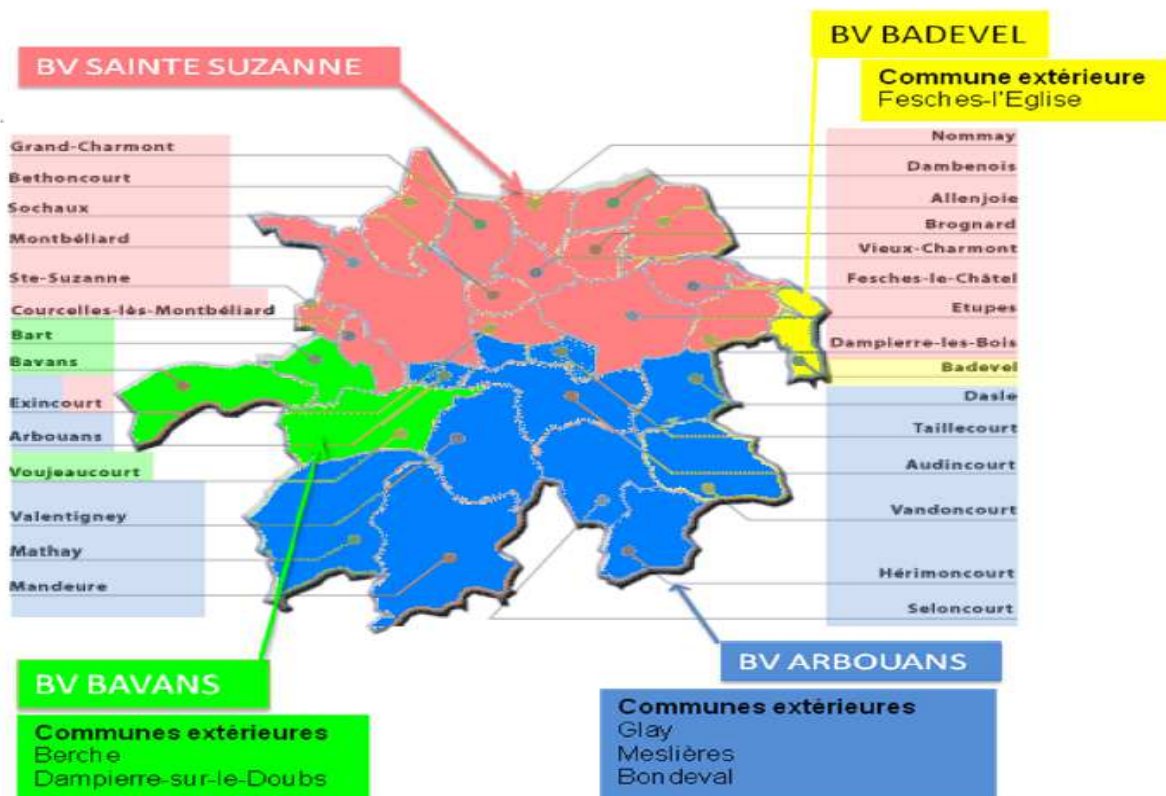 BV BADEVEL
Commune extérieure
Fesches-l'Eglise
BV SAINTE SUZANNE
Grand-Charmont
Bethoncourt
Sochaux
Montbéliard
Ste-Suzanne
Courcelles-lès-Montbéliard
Bart
Bavans
Exincourt
Arbouans
Voujeaucourt
Valentigney
Mathay
Mandeure
Nommay
Dambenois
Allenjoie
Brognard
Vieux-Charmont
Fesches-le-Châtel
Etupes
Dampierre-les-Bois
Badevel
Dasle
Taillecourt
Audincourt
Vandoncourt
Hérimoncourt
Seloncourt
BV BAVANS
Communes extérieures
Berche
Dampierre-sur-le-Doubs
BV ARBOUANS
Communes extérieures
Glay
Meslières
Bondeval